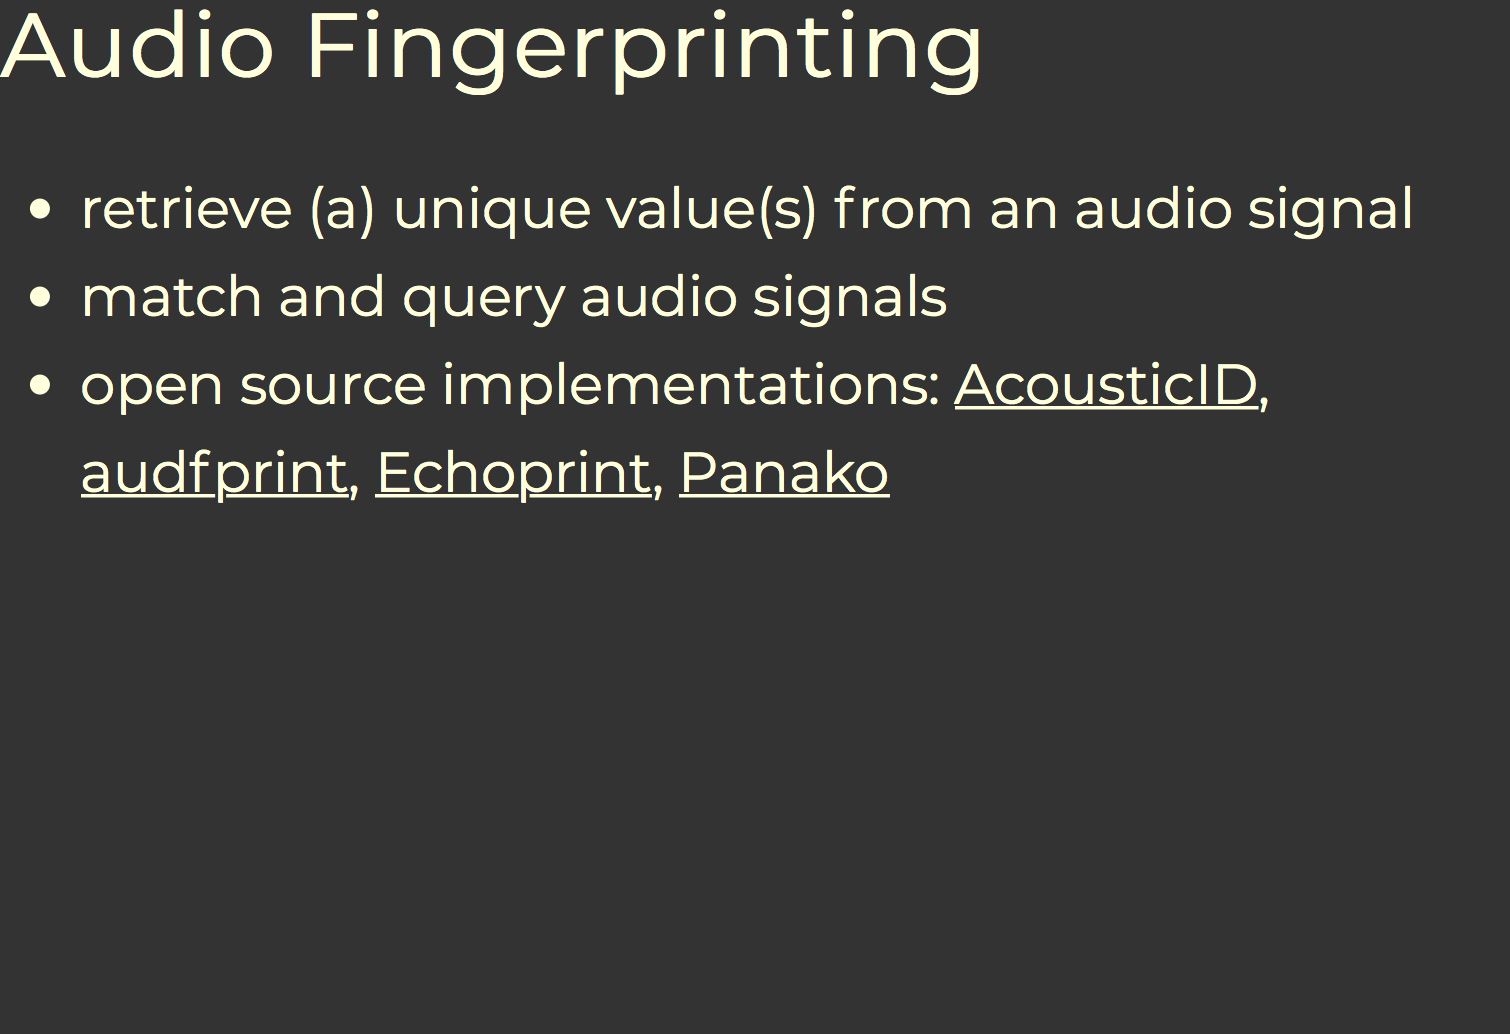 Audio Fingerprinting
• retrieve (a) unique value(s) from an audio signal
• match and query audio signals
• open source implementations: AcousticID,
audfprint, Echoprint, Panako